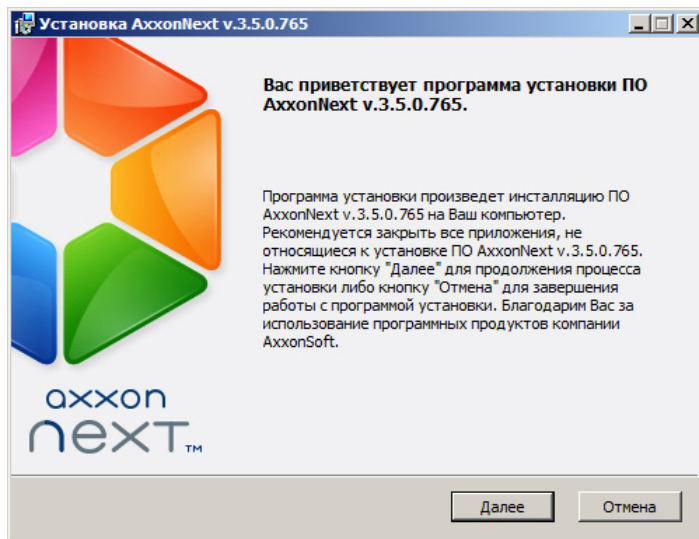 Установка AxxonNext v.3.5.0.765
Вас приветствует программа установки ПО
AxxonNext v.3.5.0.765.
Программа установки произведет инсталляцию ПО
AxxonNext v.3.5.0.765 на Ваш компьютер.
Рекомендуется закрыть все приложения, не
относящиеся к установке ПО AxxonNext v.3.5.0.765.
Нажмите кнопку "Далее" для продолжения процесса
установки либо кнопку "Отмена" для завершения
работы с программой установки. Благодарим Вас за
использование программных продуктов компании
AxxonSoft.
axxon
next™
Далее
Отмена